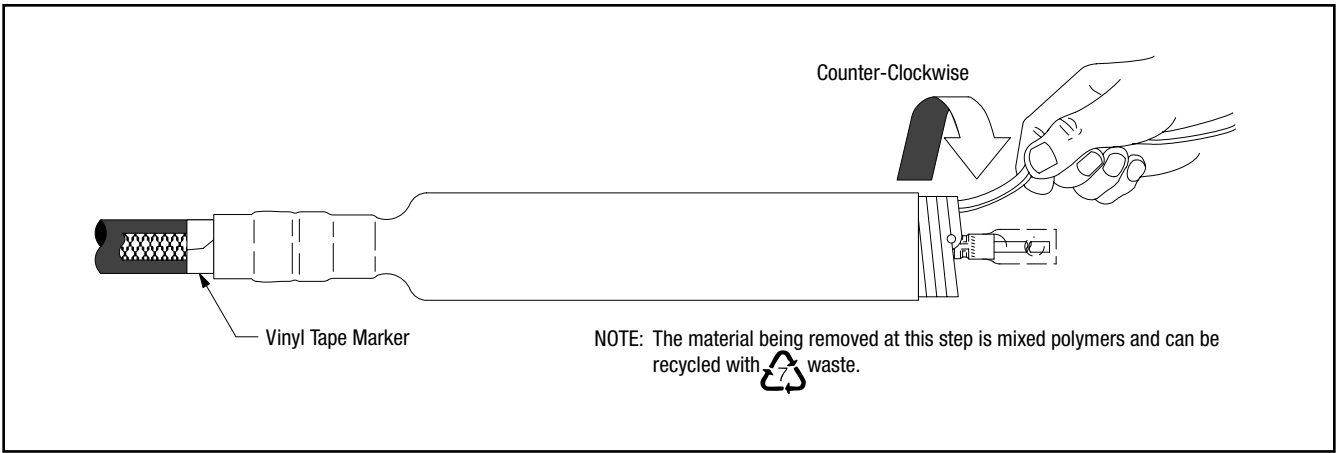 Counter-Clockwise
Vinyl Tape Marker
NOTE: The material being removed at this step is mixed polymers and can be
recycled with 7 waste.